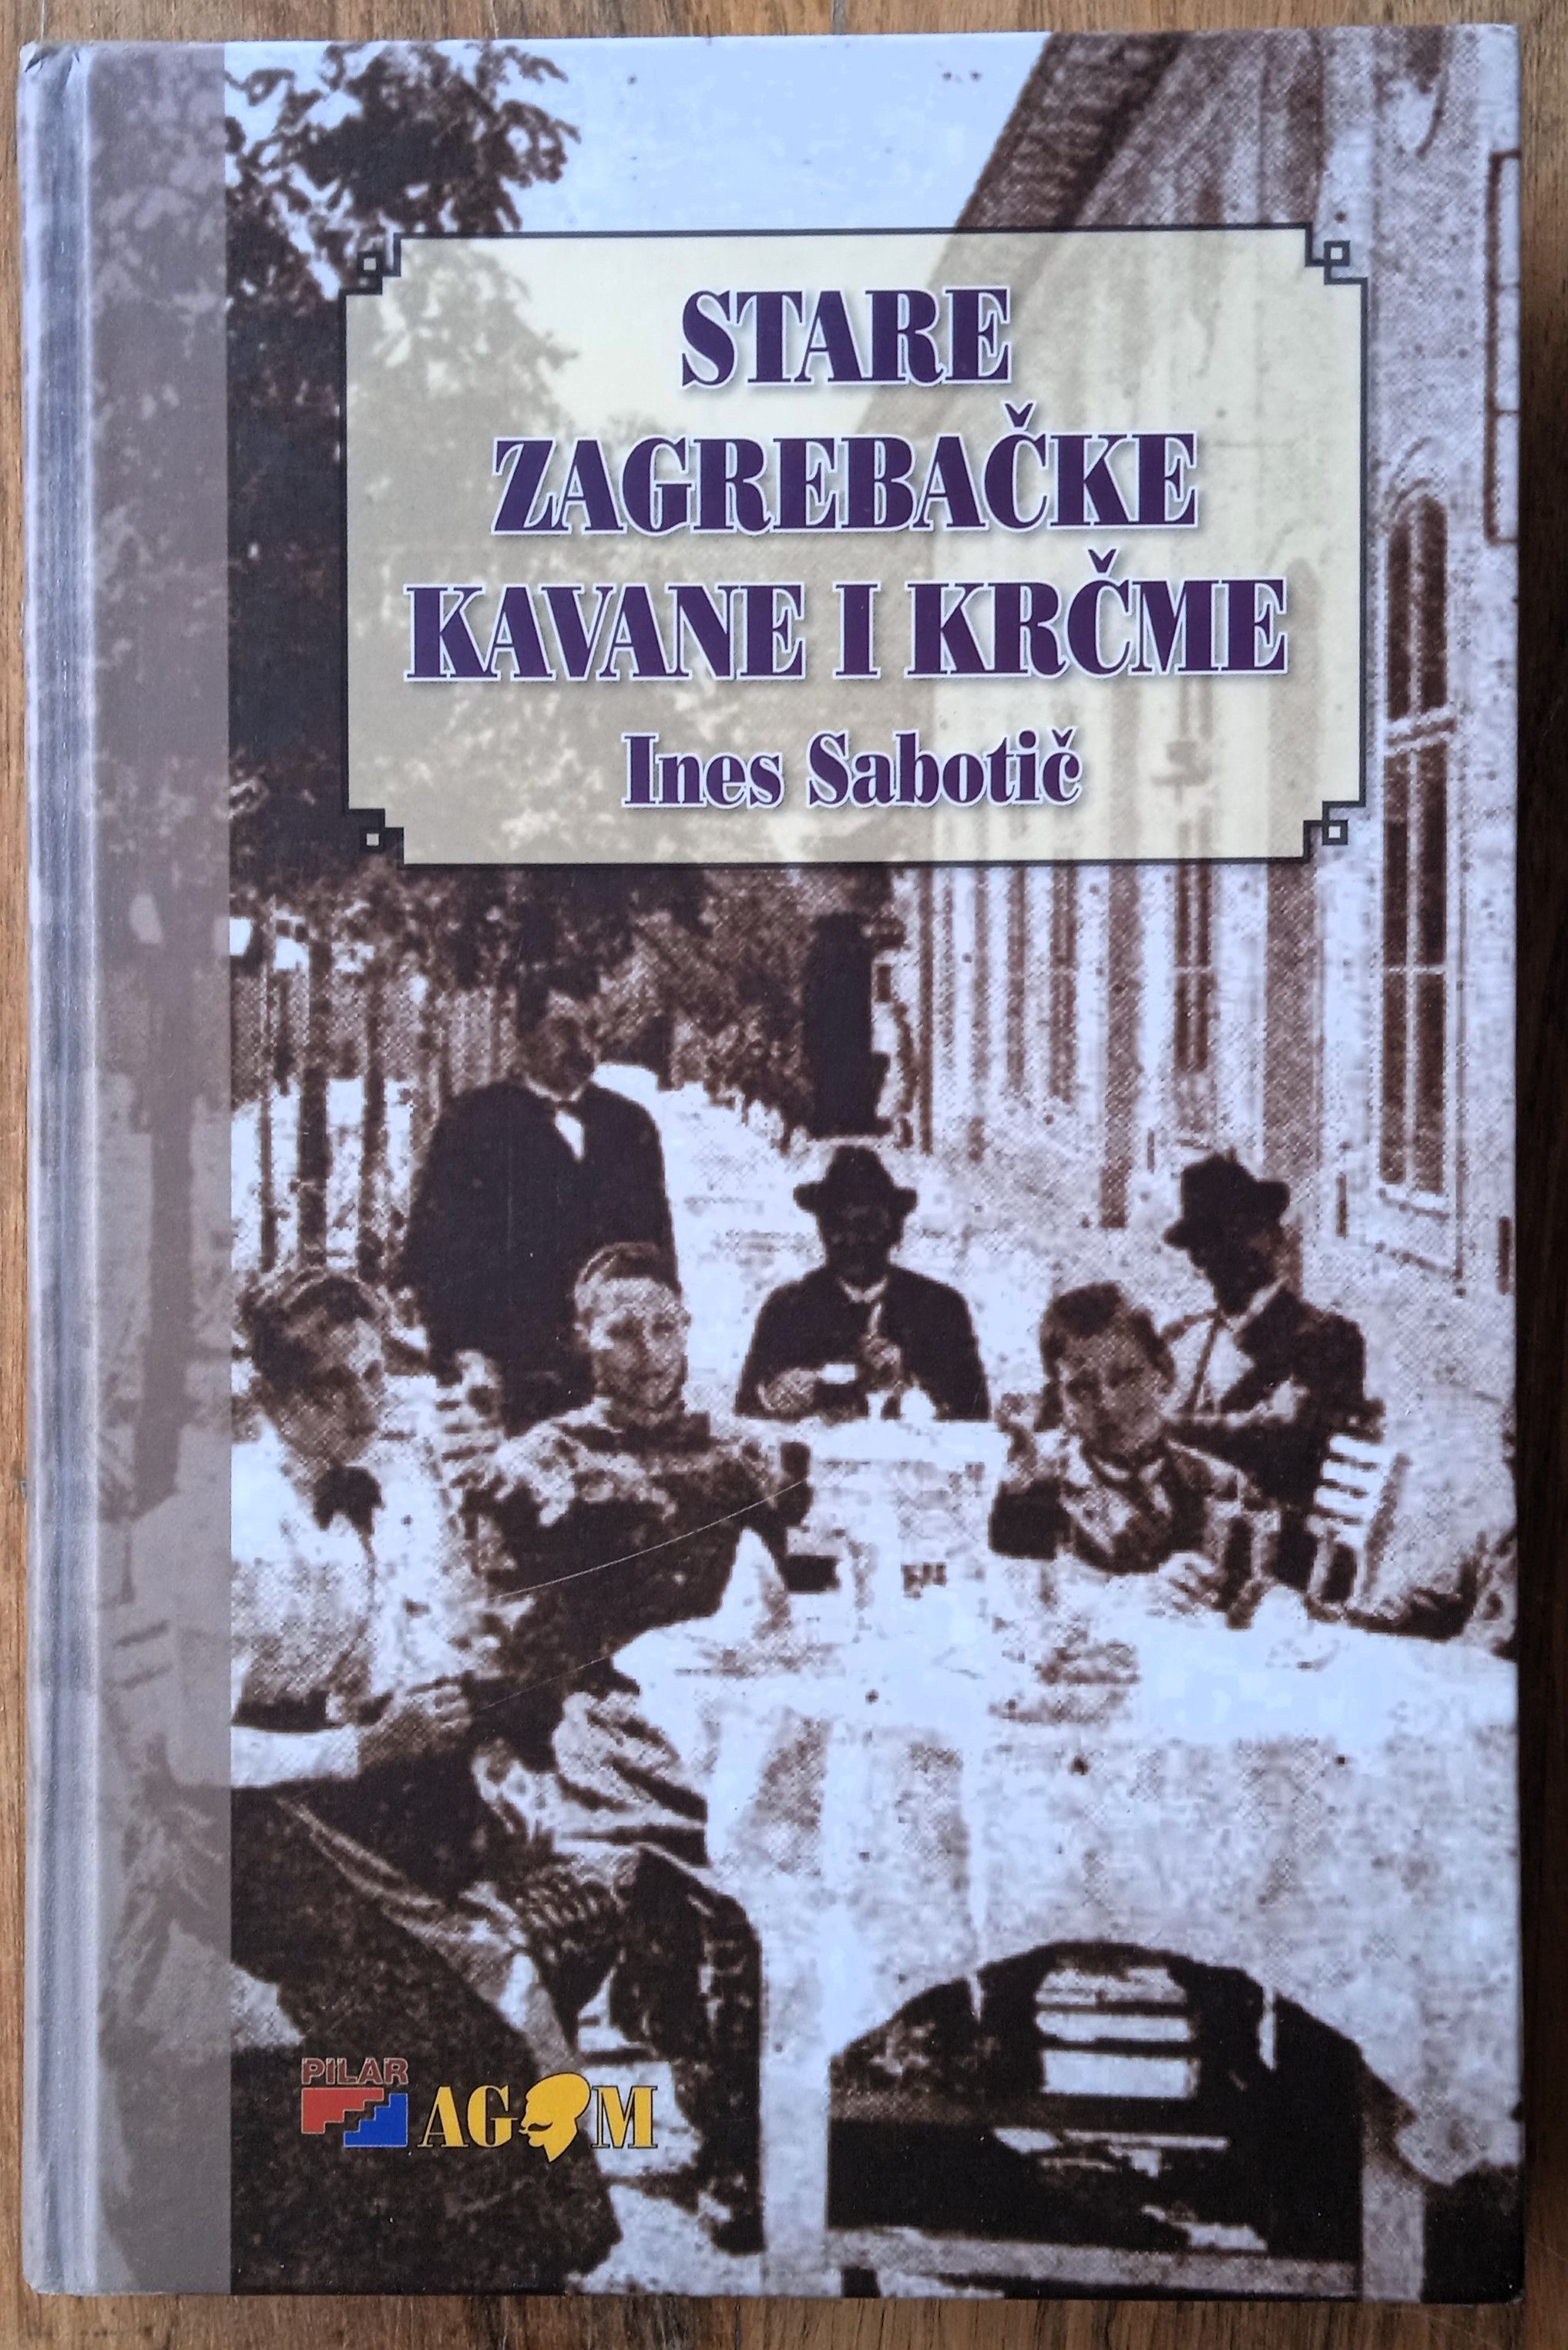 STARE
ZAGREBAČKE
KAVANE I KRČME
Ines Sabotič
PILAR
AGM